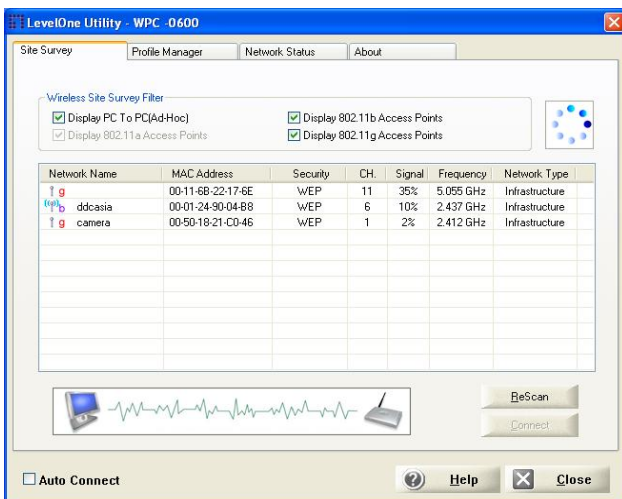 LevelOne Utility - WPC -0600
Site Survey Profile Manager Network Status About
Wireless Site Survey Filter
Display PC To PC(Ad-Hoc) Display 802.11b Access Points
Display 802.11a Access Points Display 802.11g Access Points
Network Name MAC Address Security CH. Signal Frequency Network Type
g 00-11-6B-22-17-6E WEP 11 35% 5.055 GHz Infrastructure
b ddcasia 00-01-24-90-04-B8 WEP 6 10% 2.437 GHz Infrastructure
g camera 00-50-18-21-C0-46 WEP 1 2% 2.412 GHz Infrastructure
ReScan
Connect
Auto Connect Help Close